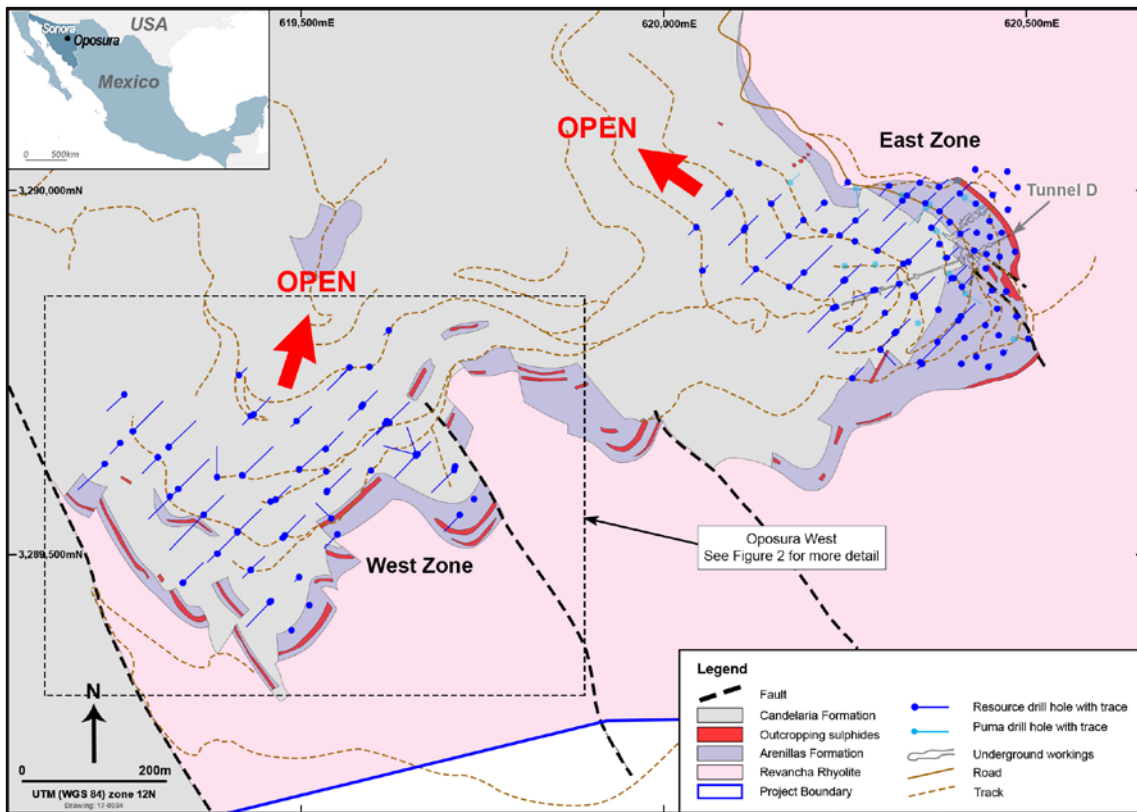 619,500mE
620,000mE
620,500mE
USA
Sonora
Oposura
Mexico
0 500km
OPEN
East Zone
3,290,000mN
Tunnel D
OPEN
Oposura West
See Figure 2 for more detail
3,289,500mN
West Zone
N
0 200m
UTM (WGS 84) zone 12N
Drawing: 17-0034
Legend
Fault
Candelaria Formation
Outcropping sulphides
Arenillas Formation
Revancha Rhyolite
Project Boundary
Resource drill hole with trace
Puma drill hole with trace
Underground workings
Road
Track